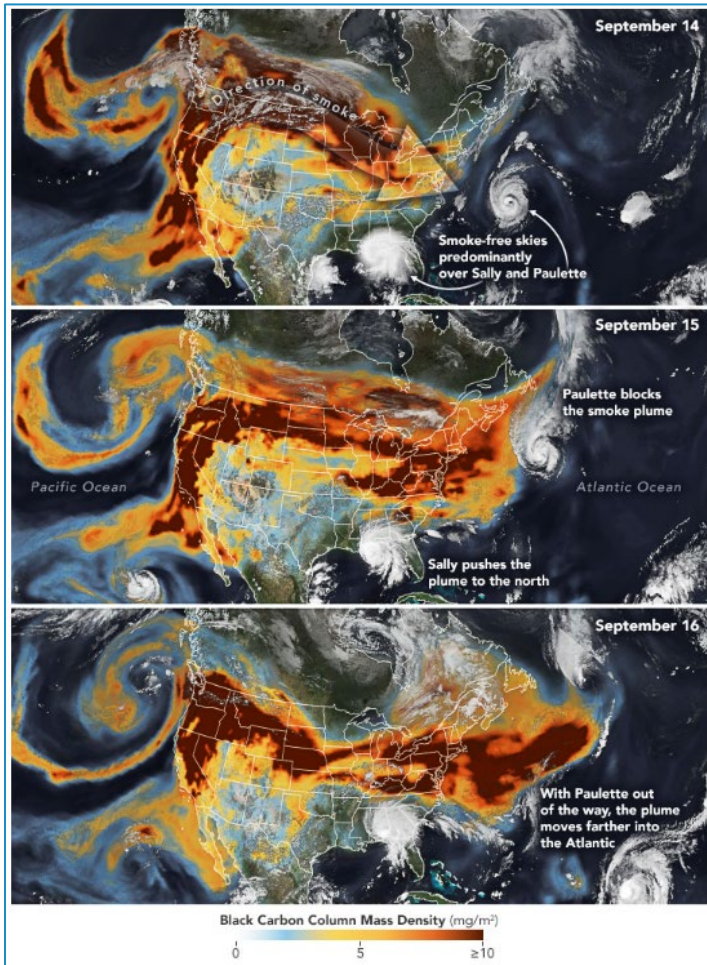 September 14
Direction of smoke
Smoke-free skies
predominantly
over Sally and Paulette
September 15
Paulette blocks
the smoke plume
Pacific Ocean
Atlantic Ocean
Sally pushes the
plume to the north
September 16
With Paulette out
of the way, the plume
moves farther into
the Atlantic
Black Carbon Column Mass Density (mg/m²)
0 5 ≥10